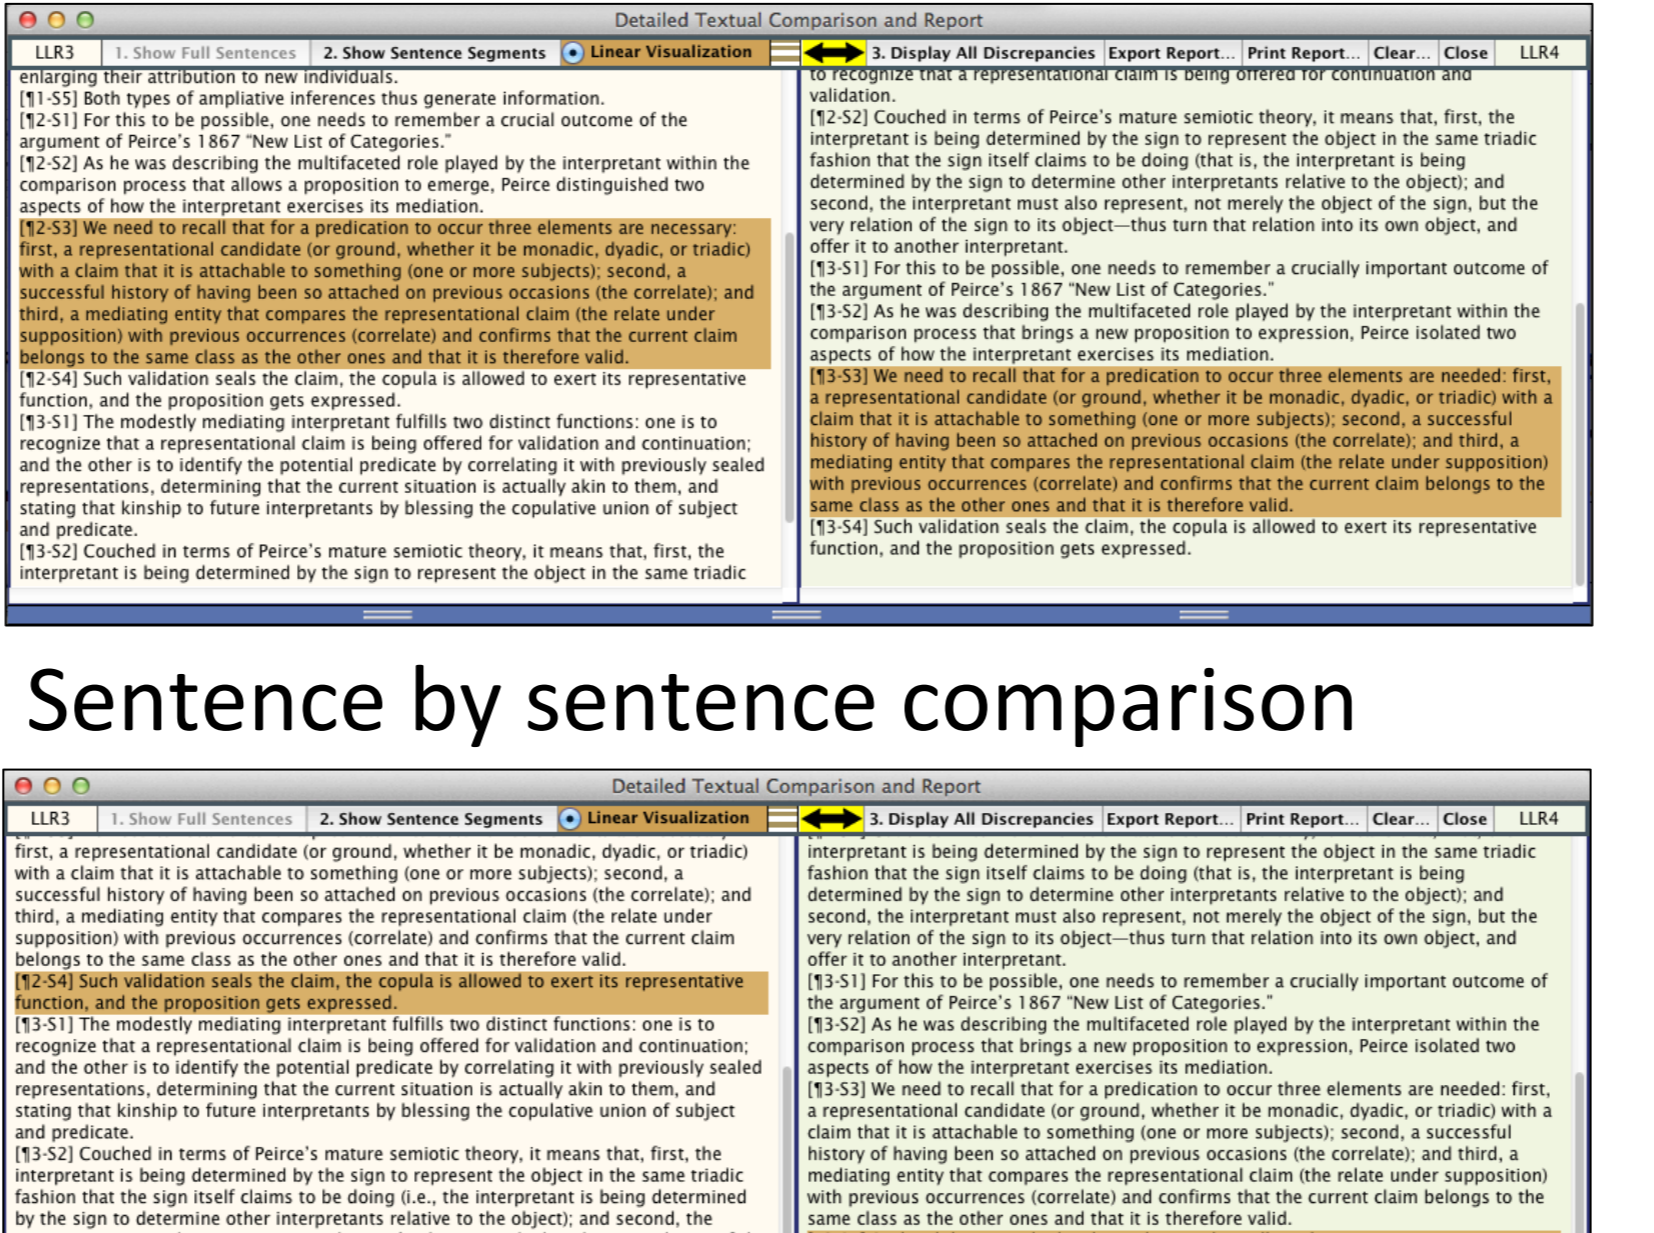 Detailed Textual Comparison and Report
LLR3 1. Show Full Sentences 2. Show Sentence Segments Linear Visualization 3. Display All Discrepancies Export Report... Print Report... Clear... Close LLR4
enlarging their attribution to new individuals.
[¶1-S5] Both types of ampliative inferences thus generate information.
[¶2-S1] For this to be possible, one needs to remember a crucial outcome of the
argument of Peirce's 1867 “New List of Categories.”
[¶2-S2] As he was describing the multifaceted role played by the interpretant within the
comparison process that allows a proposition to emerge, Peirce distinguished two
aspects of how the interpretant exercises its mediation.
[¶2-S3] We need to recall that for a predication to occur three elements are necessary:
first, a representational candidate (or ground, whether it be monadic, dyadic, or triadic)
with a claim that it is attachable to something (one or more subjects); second, a
successful history of having been so attached on previous occasions (the correlate); and
third, a mediating entity that compares the representational claim (the relate under
supposition) with previous occurrences (correlate) and confirms that the current claim
belongs to the same class as the other ones and that it is therefore valid.
[¶2-S4] Such validation seals the claim, the copula is allowed to exert its representative
function, and the proposition gets expressed.
[¶3-S1] The modestly mediating interpretant fulfills two distinct functions: one is to
recognize that a representational claim is being offered for validation and continuation;
and the other is to identify the potential predicate by correlating it with previously sealed
representations, determining that the current situation is actually akin to them, and
stating that kinship to future interpretants by blessing the copulative union of subject
and predicate.
[¶3-S2] Couched in terms of Peirce's mature semiotic theory, it means that, first, the
interpretant is being determined by the sign to represent the object in the same triadic
to recognize that a representational claim is being offered for continuation and
validation.
[¶2-S2] Couched in terms of Peirce's mature semiotic theory, it means that, first, the
interpretant is being determined by the sign to represent the object in the same triadic
fashion that the sign itself claims to be doing (that is, the interpretant is being
determined by the sign to determine other interpretants relative to the object); and
second, the interpretant must also represent, not merely the object of the sign, but the
very relation of the sign to its object—thus turn that relation into its own object, and
offer it to another interpretant.
[¶3-S1] For this to be possible, one needs to remember a crucially important outcome of
the argument of Peirce's 1867 “New List of Categories.”
[¶3-S2] As he was describing the multifaceted role played by the interpretant within the
comparison process that brings a new proposition to expression, Peirce isolated two
aspects of how the interpretant exercises its mediation.
[¶3-S3] We need to recall that for a predication to occur three elements are needed: first,
a representational candidate (or ground, whether it be monadic, dyadic, or triadic) with a
claim that it is attachable to something (one or more subjects); second, a successful
history of having been so attached on previous occasions (the correlate); and third, a
mediating entity that compares the representational claim (the relate under supposition)
with previous occurrences (correlate) and confirms that the current claim belongs to the
same class as the other ones and that it is therefore valid.
[¶3-S4] Such validation seals the claim, the copula is allowed to exert its representative
function, and the proposition gets expressed.
Sentence by sentence comparison
Detailed Textual Comparison and Report
LLR3 1. Show Full Sentences 2. Show Sentence Segments Linear Visualization 3. Display All Discrepancies Export Report... Print Report... Clear... Close LLR4
first, a representational candidate (or ground, whether it be monadic, dyadic, or triadic)
with a claim that it is attachable to something (one or more subjects); second, a
successful history of having been so attached on previous occasions (the correlate); and
third, a mediating entity that compares the representational claim (the relate under
supposition) with previous occurrences (correlate) and confirms that the current claim
belongs to the same class as the other ones and that it is therefore valid.
[¶2-S4] Such validation seals the claim, the copula is allowed to exert its representative
function, and the proposition gets expressed.
[¶3-S1] The modestly mediating interpretant fulfills two distinct functions: one is to
recognize that a representational claim is being offered for validation and continuation;
and the other is to identify the potential predicate by correlating it with previously sealed
representations, determining that the current situation is actually akin to them, and
stating that kinship to future interpretants by blessing the copulative union of subject
and predicate.
[¶3-S2] Couched in terms of Peirce's mature semiotic theory, it means that, first, the
interpretant is being determined by the sign to represent the object in the same triadic
fashion that the sign itself claims to be doing (i.e., the interpretant is being determined
by the sign to determine other interpretants relative to the object); and second, the
interpretant is being determined by the sign to represent the object in the same triadic
fashion that the sign itself claims to be doing (that is, the interpretant is being
determined by the sign to determine other interpretants relative to the object); and
second, the interpretant must also represent, not merely the object of the sign, but the
very relation of the sign to its object—thus turn that relation into its own object, and
offer it to another interpretant.
[¶3-S1] For this to be possible, one needs to remember a crucially important outcome of
the argument of Peirce's 1867 “New List of Categories.”
[¶3-S2] As he was describing the multifaceted role played by the interpretant within the
comparison process that brings a new proposition to expression, Peirce isolated two
aspects of how the interpretant exercises its mediation.
[¶3-S3] We need to recall that for a predication to occur three elements are needed: first,
a representational candidate (or ground, whether it be monadic, dyadic, or triadic) with a
claim that it is attachable to something (one or more subjects); second, a successful
history of having been so attached on previous occasions (the correlate); and third, a
mediating entity that compares the representational claim (the relate under supposition)
with previous occurrences (correlate) and confirms that the current claim belongs to the
same class as the other ones and that it is therefore valid.